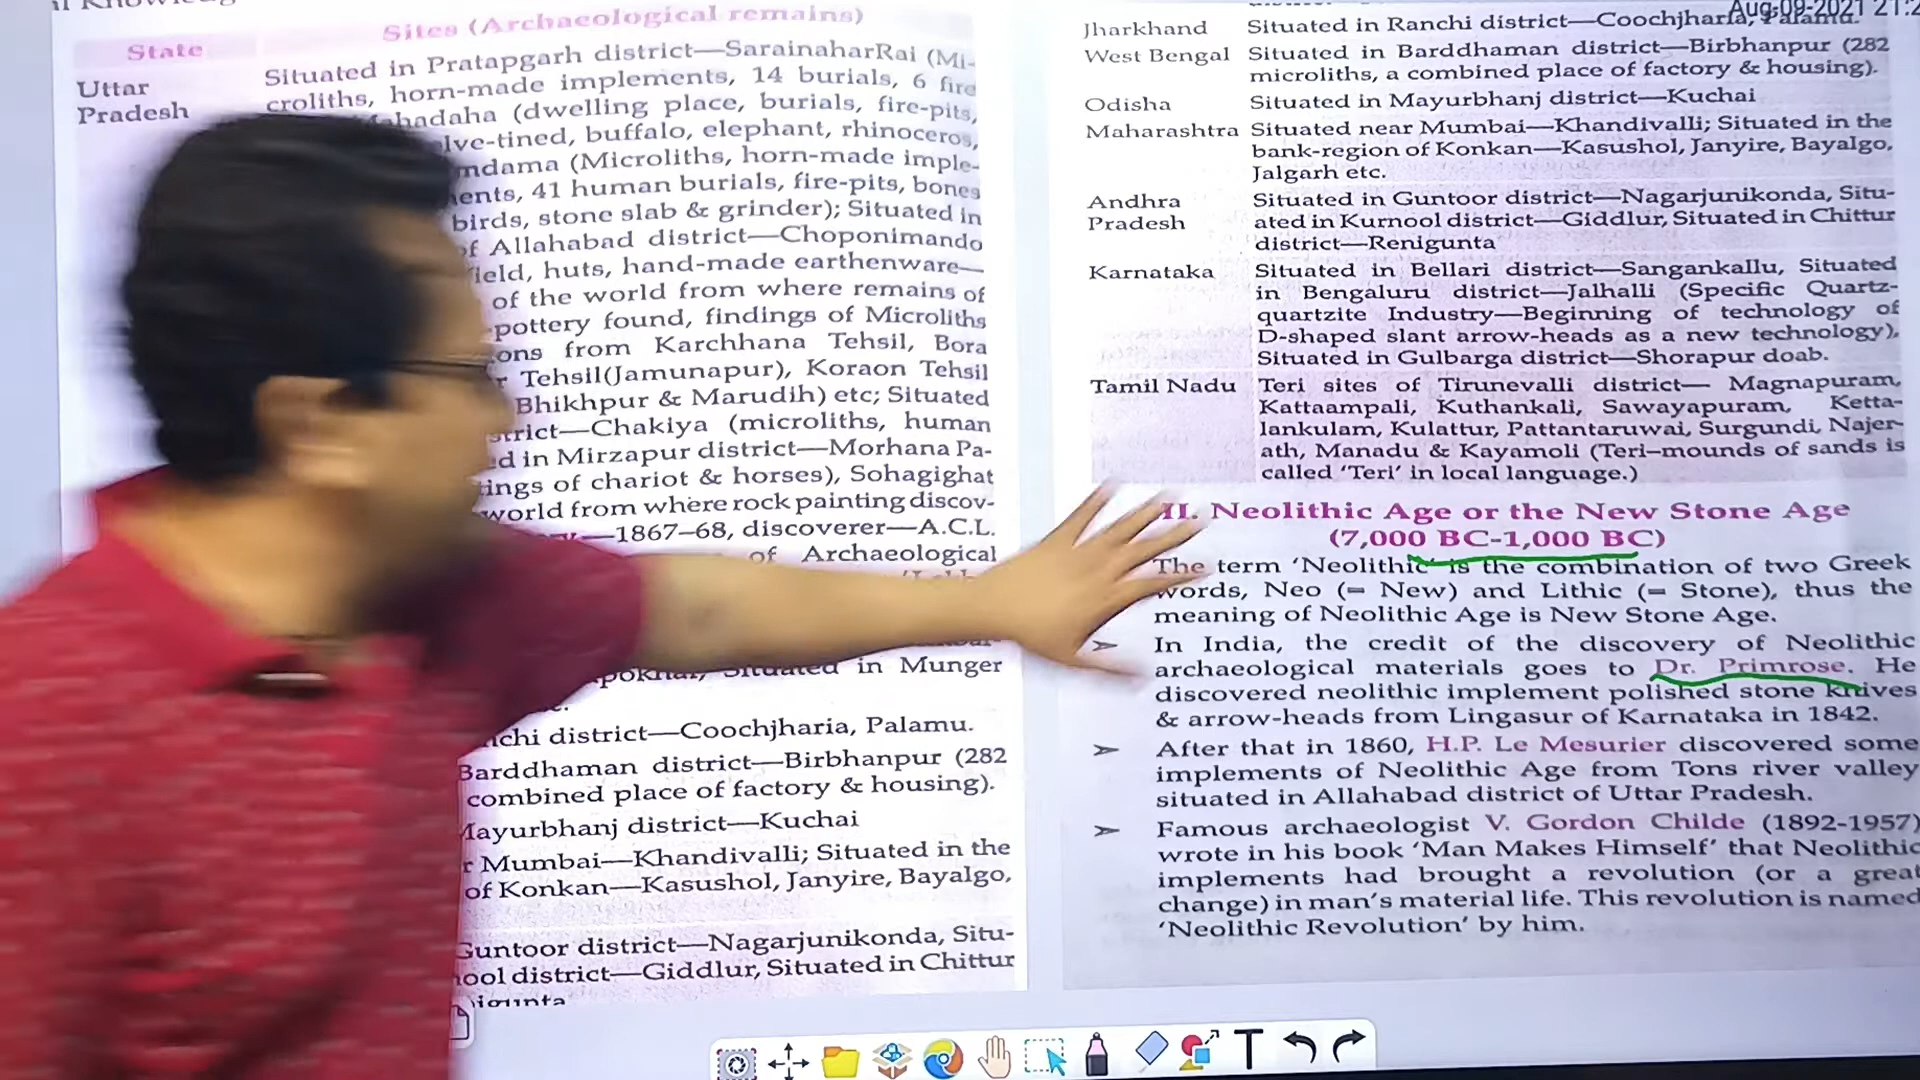 Aug-09-2021 21:2
Sites (Archaeological remains)
State
Uttar
Pradesh
Situated in Pratapgarh district—SarainaharRai (Mi-
croliths, horn-made implements, 14 burials, 6 fire
(dwelling place, burials, fire-pits,
buffalo, elephant, rhinoceros,
(Microliths, horn-made imple-
41 human burials, fire-pits, bones
birds, stone slab & grinder); Situated in
of Allahabad district—Choponimando
huts, hand-made earthenware—
of the world from where remains of
pottery found, findings of Microliths
from Karchhana Tehsil, Bora
Tehsil(Jamunapur), Koraon Tehsil
Bhikhpur & Marudih) etc; Situated
Chakiya (microliths, human
in Mirzapur district—Morhana Pa-
of chariot & horses), Sohagighat
world from where rock painting discov-
—1867–68, discoverer—A.C.L.
of Archaeological
Situated in Munger
district—Coochjharia, Palamu.
Barddhaman district—Birbhanpur (282
combined place of factory & housing).
Mayurbhanj district—Kuchai
Mumbai—Khandivalli; Situated in the
of Konkan—Kasushol, Janyire, Bayalgo,
Guntoor district—Nagarjunikonda, Situ-
district—Giddlur, Situated in Chittur
Jharkhand Situated in Ranchi district—Coochjharia, Palamu.
West Bengal Situated in Barddhaman district—Birbhanpur (282
microliths, a combined place of factory & housing).
Odisha Situated in Mayurbhanj district—Kuchai
Maharashtra Situated near Mumbai—Khandivalli; Situated in the
bank-region of Konkan—Kasushol, Janyire, Bayalgo,
Jalgarh etc.
Andhra Situated in Guntoor district—Nagarjunikonda, Situ-
Pradesh ated in Kurnool district—Giddlur, Situated in Chittur
district—Renigunta
Karnataka Situated in Bellari district—Sangankallu, Situated
in Bengaluru district—Jalhalli (Specific Quartz-
quartzite Industry—Beginning of technology of
D-shaped slant arrow-heads as a new technology),
Situated in Gulbarga district—Shorapur doab.
Tamil Nadu Teri sites of Tirunevalli district— Magnapuram,
Kattaampali, Kuthankali, Sawayapuram, Ketta-
lankulam, Kulattur, Pattantaruwai, Surgundi, Najer-
ath, Manadu & Kayamoli (Teri–mounds of sands is
called 'Teri' in local language.)
II. Neolithic Age or the New Stone Age
(7,000 BC-1,000 BC)
The term 'Neolithic' is the combination of two Greek
words, Neo (= New) and Lithic (= Stone), thus the
meaning of Neolithic Age is New Stone Age.
➢ In India, the credit of the discovery of Neolithic
archaeological materials goes to Dr. Primrose. He
discovered neolithic implement polished stone knives
& arrow-heads from Lingasur of Karnataka in 1842.
➢ After that in 1860, H.P. Le Mesurier discovered some
implements of Neolithic Age from Tons river valley
situated in Allahabad district of Uttar Pradesh.
➢ Famous archaeologist V. Gordon Childe (1892-1957)
wrote in his book 'Man Makes Himself' that Neolithic
implements had brought a revolution (or a great
change) in man's material life. This revolution is named
'Neolithic Revolution' by him.
T